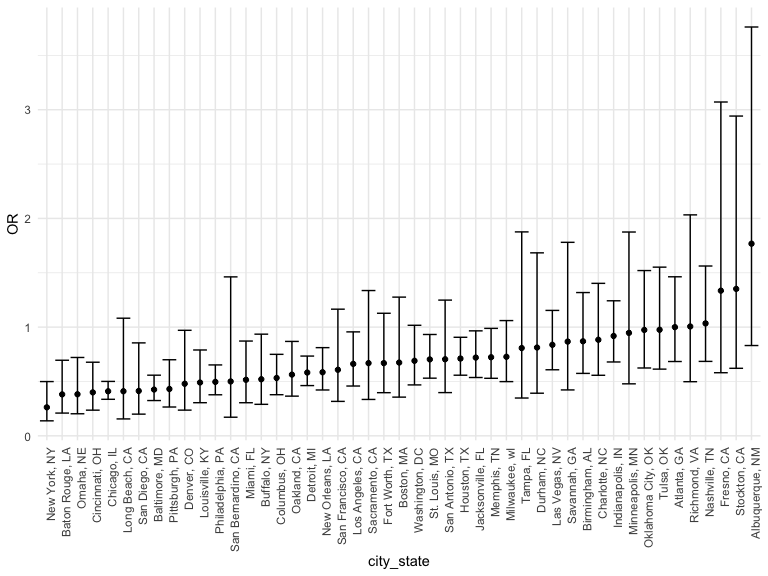 3
2
1
0
OR
New York, NY
Baton Rouge, LA
Omaha, NE
Cincinnati, OH
Chicago, IL
Long Beach, CA
San Diego, CA
Baltimore, MD
Pittsburgh, PA
Denver, CO
Louisville, KY
Philadelphia, PA
San Bernardino, CA
Miami, FL
Buffalo, NY
Columbus, OH
Oakland, CA
Detroit, MI
New Orleans, LA
San Francisco, CA
Los Angeles, CA
Sacramento, CA
Fort Worth, TX
Boston, MA
Washington, DC
St. Louis, MO
San Antonio, TX
Houston, TX
Jacksonville, FL
Memphis, TN
Milwaukee, wI
Tampa, FL
Durham, NC
Las Vegas, NV
Savannah, GA
Birmingham, AL
Charlotte, NC
Indianapolis, IN
Minneapolis, MN
Oklahoma City, OK
Tulsa, OK
Atlanta, GA
Richmond, VA
Nashville, TN
Fresno, CA
Stockton, CA
Albuquerque, NM
city_state